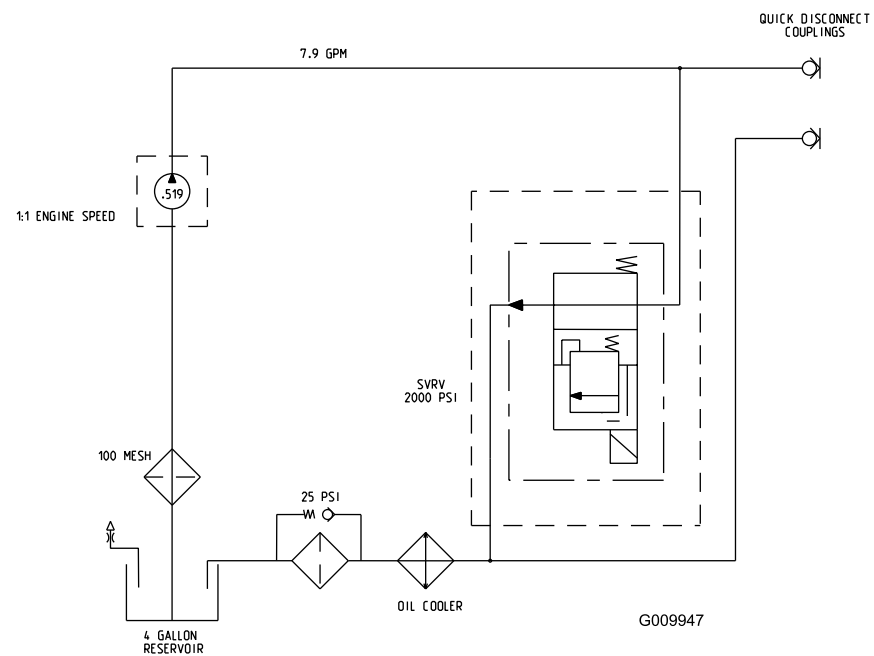 QUICK DISCONNECT
COUPLINGS
7.9 GPM
.519
1:1 ENGINE SPEED
SVRV
2000 PSI
100 MESH
25 PSI
OIL COOLER
G009947
4 GALLON
RESERVOIR